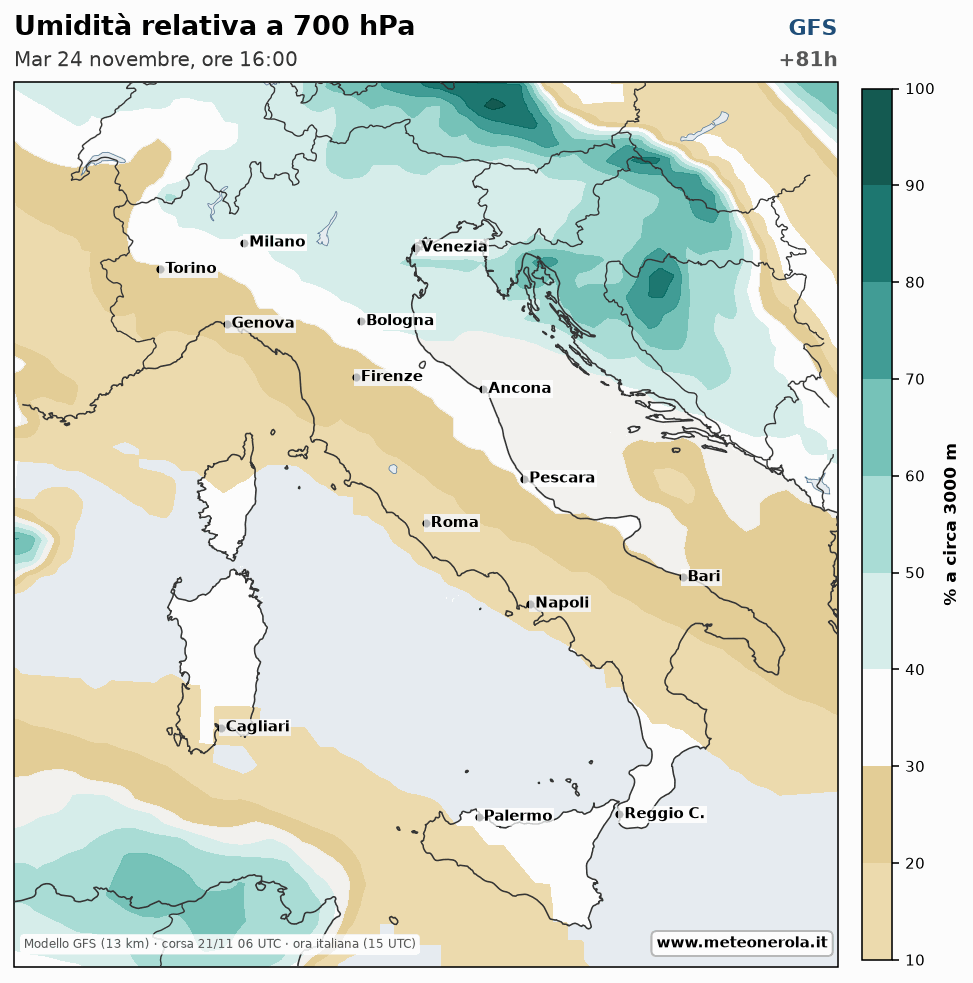 Umidità relativa a 700 hPa
GFS
Mar 24 novembre, ore 16:00
+81h
Milano
Venezia
Torino
Genova
Bologna
Firenze
Ancona
Pescara
Roma
Bari
Napoli
Cagliari
Palermo
Reggio C.
Modello GFS (13 km) · corsa 21/11 06 UTC · ora italiana (15 UTC)
www.meteonerola.it
100
90
80
70
60
50
40
30
20
10
% a circa 3000 m